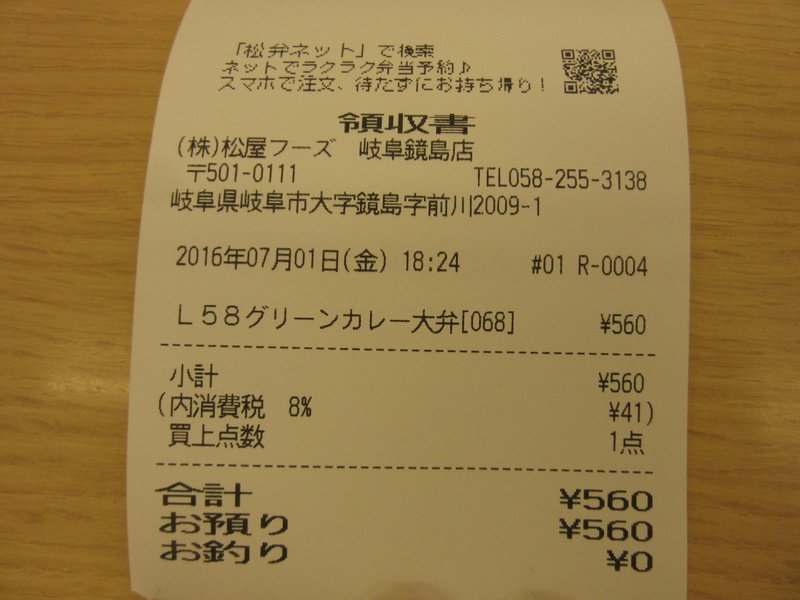 「松弁ネット」で検索
ネットでラクラク弁当予約♪
スマホで注文、待たずにお持ち帰り!
領収書
(株)松屋フーズ 岐阜鏡島店
〒501-0111 TEL058-255-3138
岐阜県岐阜市大字鏡島字前川2009-1
2016年07月01日(金) 18:24 #01 R-0004
L58グリーンカレー大弁[068] ¥560
小計 ¥560
(内消費税 8% ¥41)
買上点数 1点
合計 ¥560
お預り ¥560
お釣り ¥0